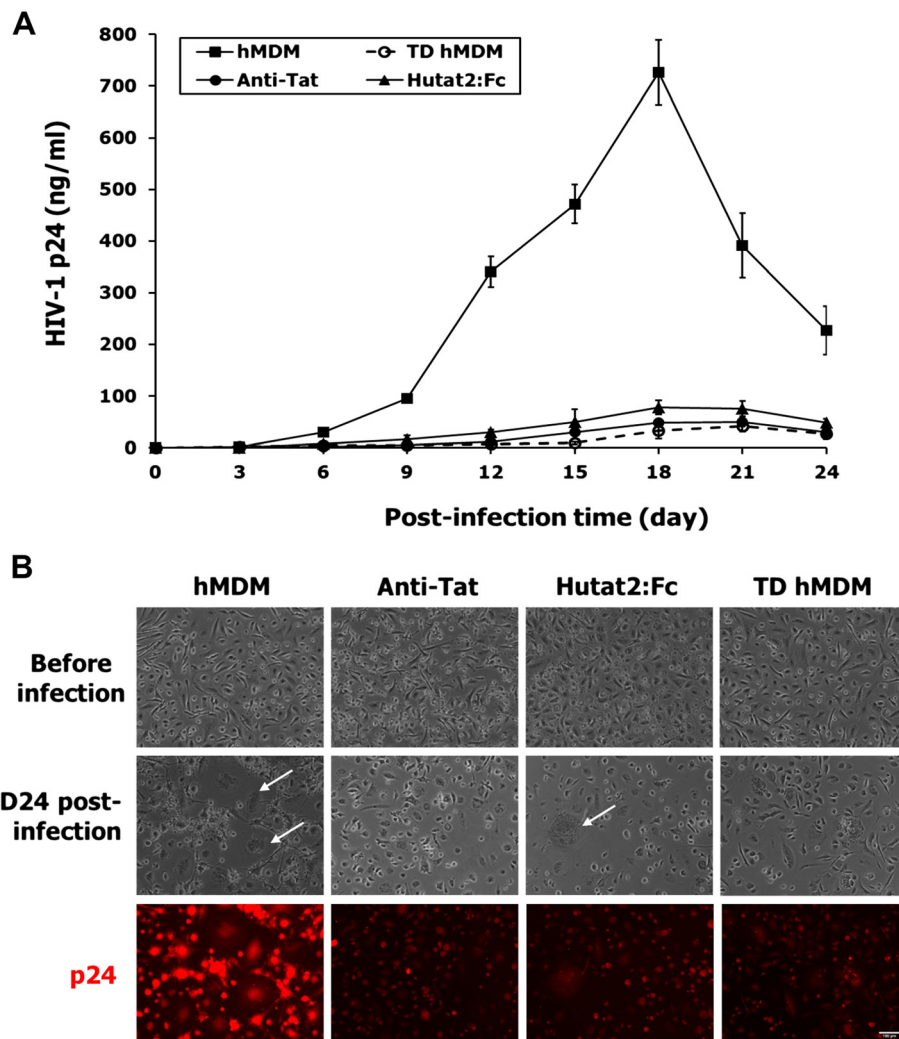 A
800
700
600
500
400
300
200
100
0
HIV-1 p24 (ng/ml)
hMDM TD hMDM
Anti-Tat Hutat2:Fc
0 3 6 9 12 15 18 21 24
Post-infection time (day)
B
hMDM Anti-Tat Hutat2:Fc TD hMDM
Before
infection
D24 post-
infection
p24